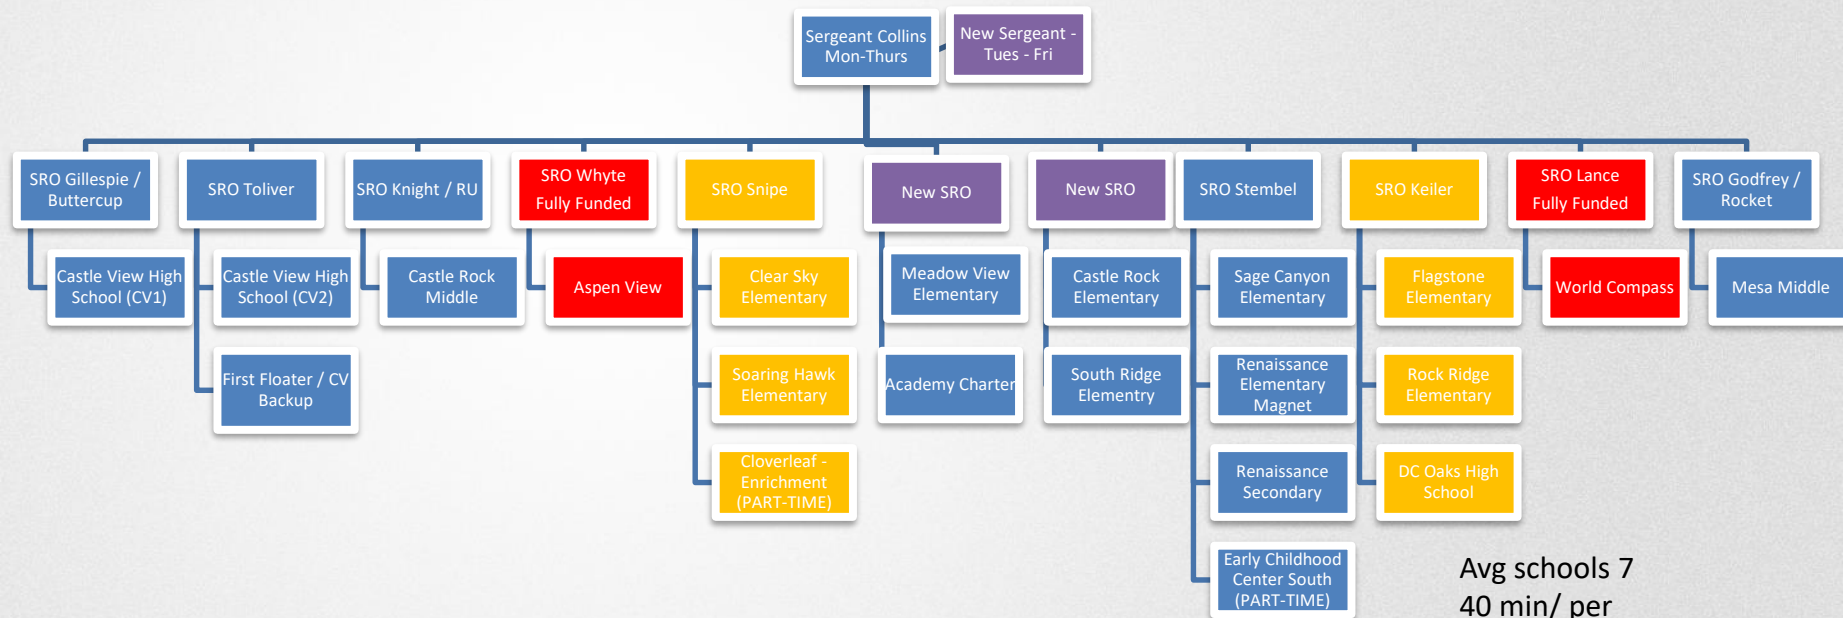 Sergeant Collins
Mon-Thurs
New Sergeant -
Tues - Fri
SRO Gillespie /
Buttercup
SRO Toliver
SRO Knight / RU
SRO Whyte
Fully Funded
SRO Snipe
New SRO
New SRO
SRO Stembel
SRO Keiler
SRO Lance
Fully Funded
SRO Godfrey /
Rocket
Castle View High
School (CV1)
Castle View High
School (CV2)
Castle Rock
Middle
Aspen View
Clear Sky
Elementary
Meadow View
Elementary
Castle Rock
Elementary
Sage Canyon
Elementary
Flagstone
Elementary
World Compass
Mesa Middle
First Floater / CV
Backup
Soaring Hawk
Elementary
Academy Charter
South Ridge
Elementry
Renaissance
Elementary
Magnet
Rock Ridge
Elementary
Cloverleaf -
Enrichment
(PART-TIME)
Renaissance
Secondary
DC Oaks High
School
Early Childhood
Center South
(PART-TIME)
Avg schools 7
40 min/ per